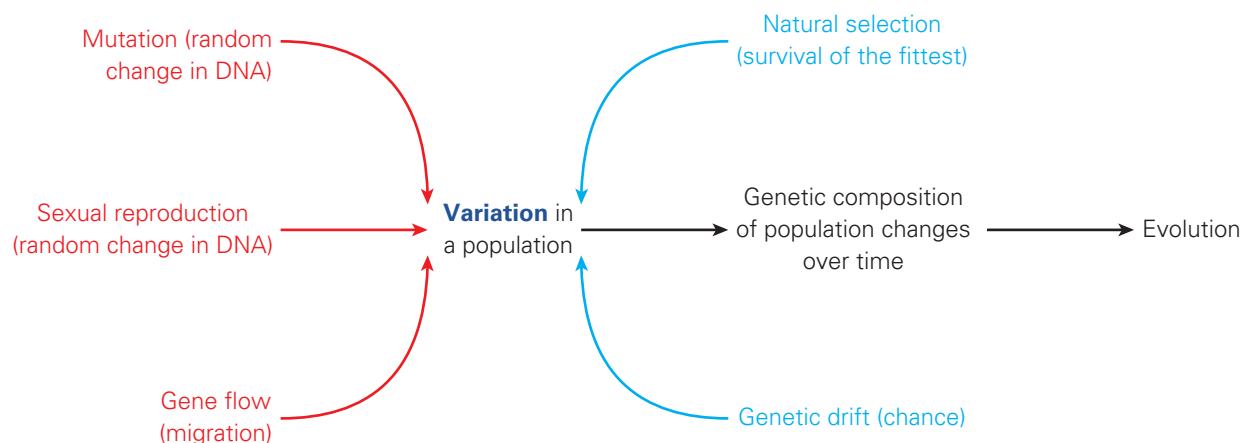 Mutation (random
change in DNA)
Natural selection
(survival of the fittest)
Sexual reproduction
(random change in DNA)
Variation in
a population
Genetic composition
of population changes
over time
Evolution
Gene flow
(migration)
Genetic drift (chance)